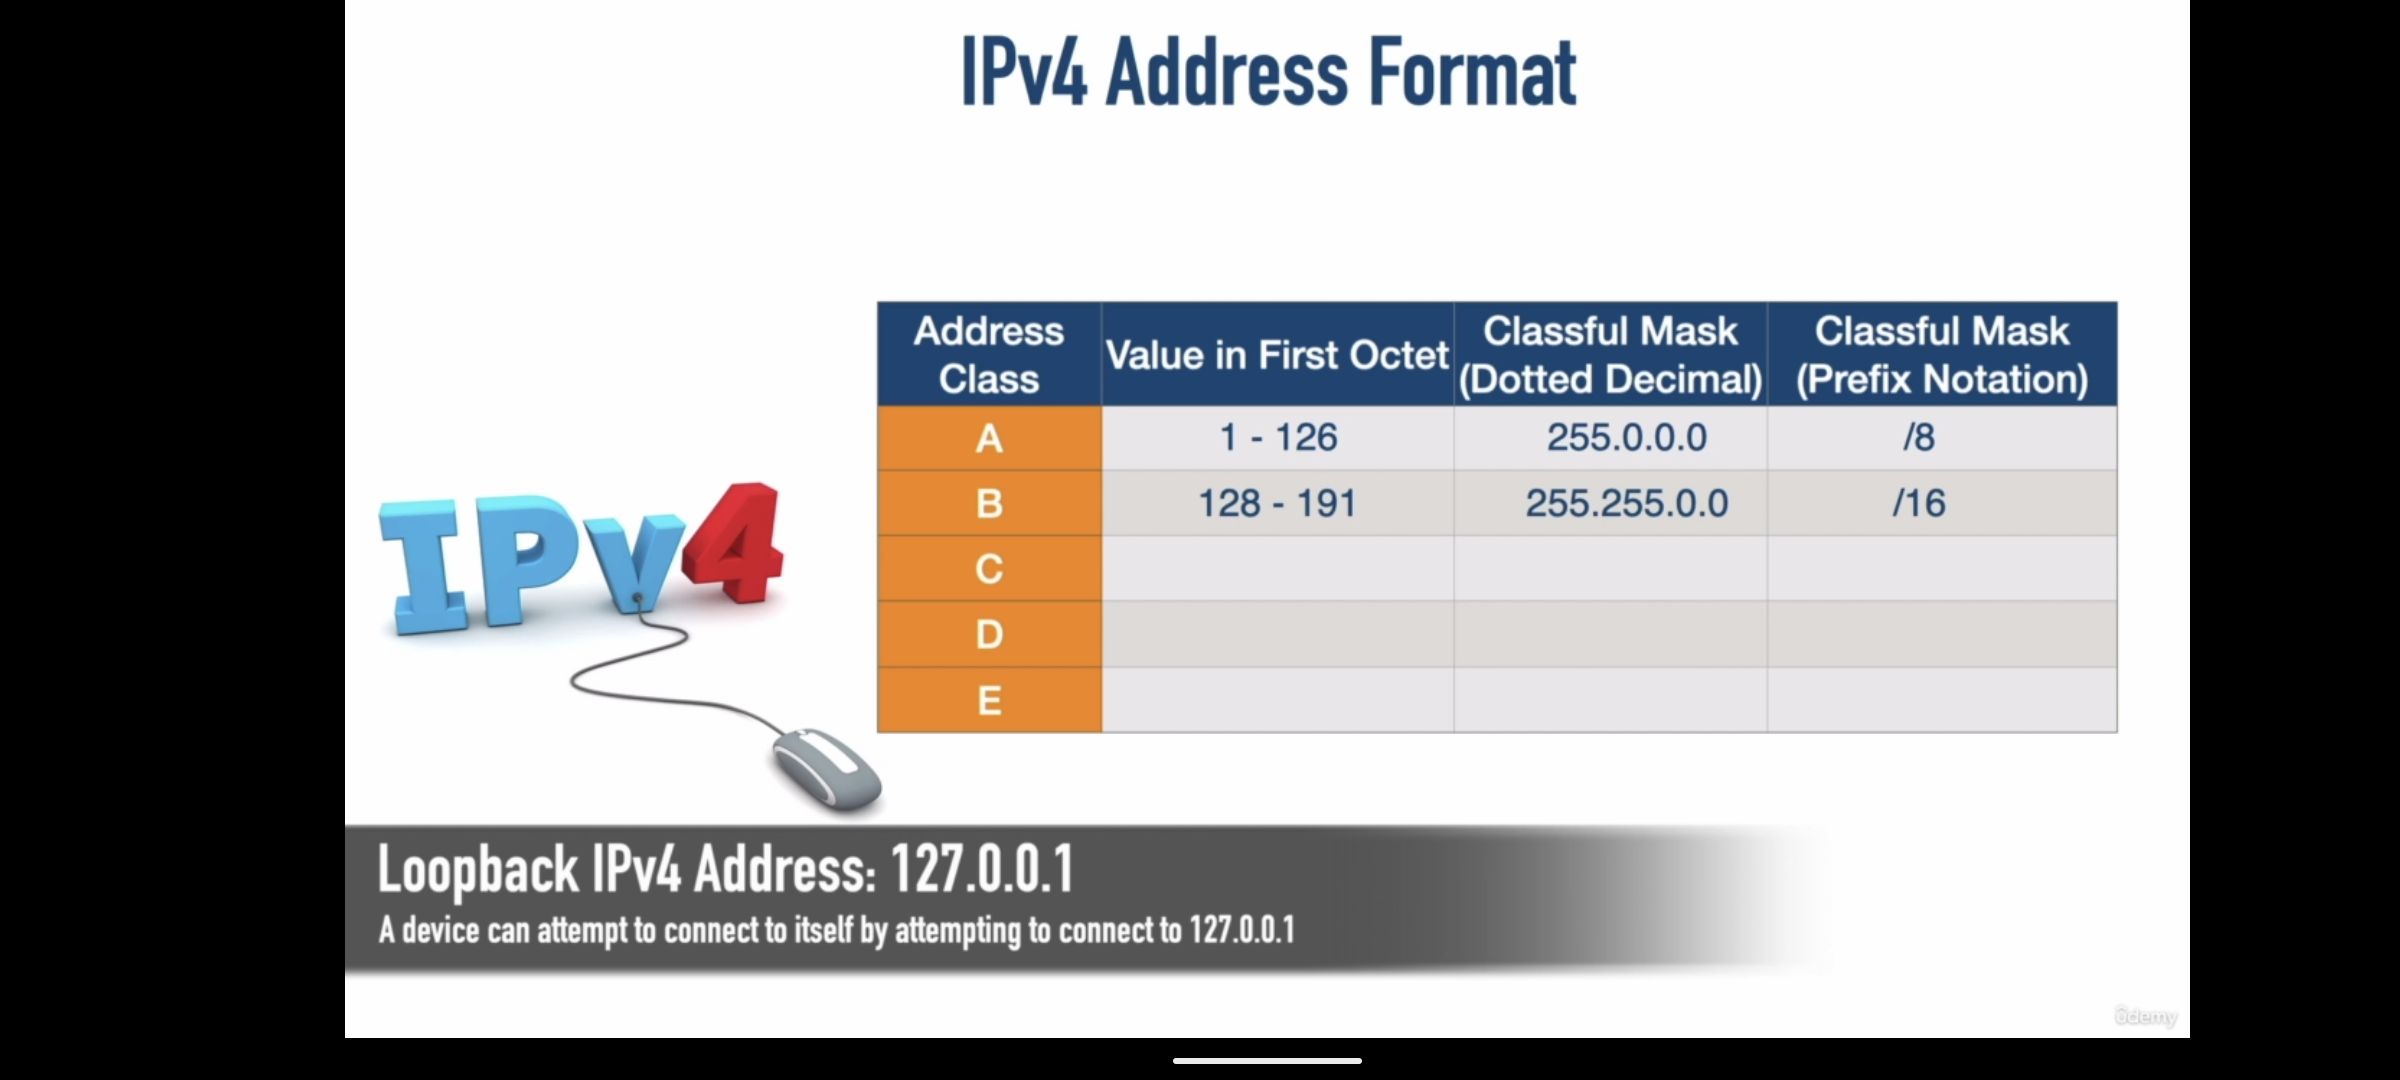 IPv4 Address Format
Address Class
Value in First Octet
Classful Mask (Dotted Decimal)
Classful Mask (Prefix Notation)
A 1 - 126 255.0.0.0 /8
B 128 - 191 255.255.0.0 /16
C
D
E
IPv4
Loopback IPv4 Address: 127.0.0.1
A device can attempt to connect to itself by attempting to connect to 127.0.0.1
ûdemy